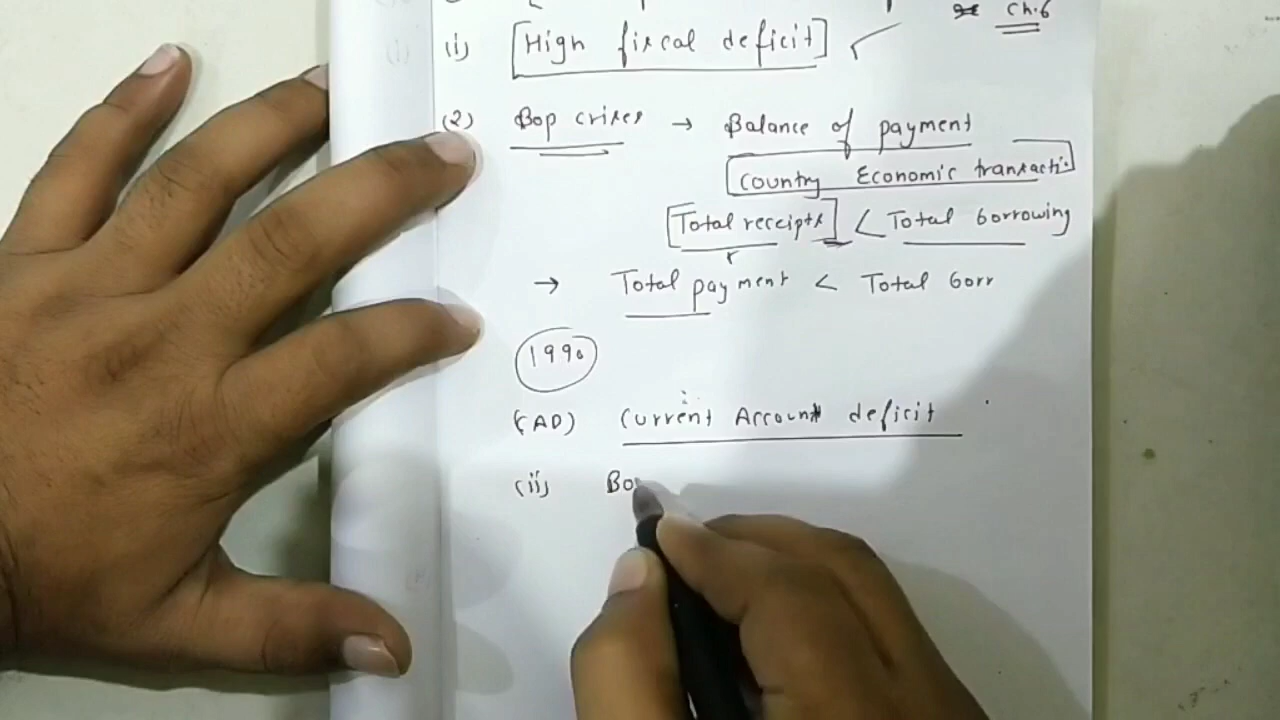 Ch.6
(i) [High fiscal deficit]
(2) Bop crises → Balance of payment
Country Economic transacti.
[Total receipts] < Total borrowing
→ Total payment < Total borr
1990
(AD) Current Account deficit
(ii) Bo